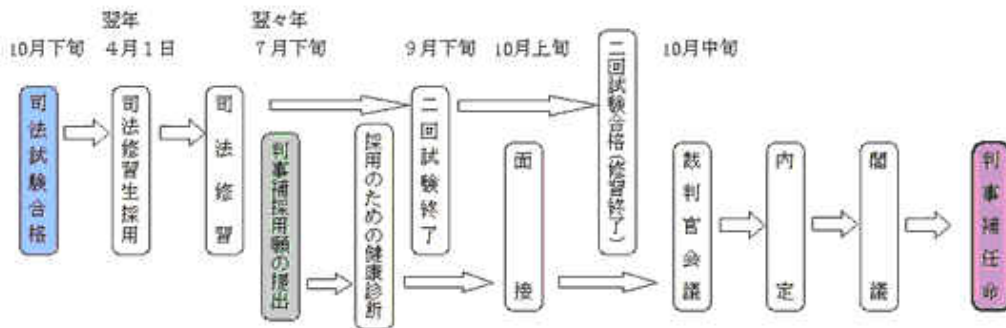 翌年
翌々年
10月下旬
4月1日
7月下旬
9月下旬
10月上旬
10月中旬
司法試験合格
司法修習生採用
司法修習
判事補採用願の提出
採用のための健康診断
二回試験終了
面接
二回試験合格(修習終了)
裁判官会議
内定
閣議
判事補任命